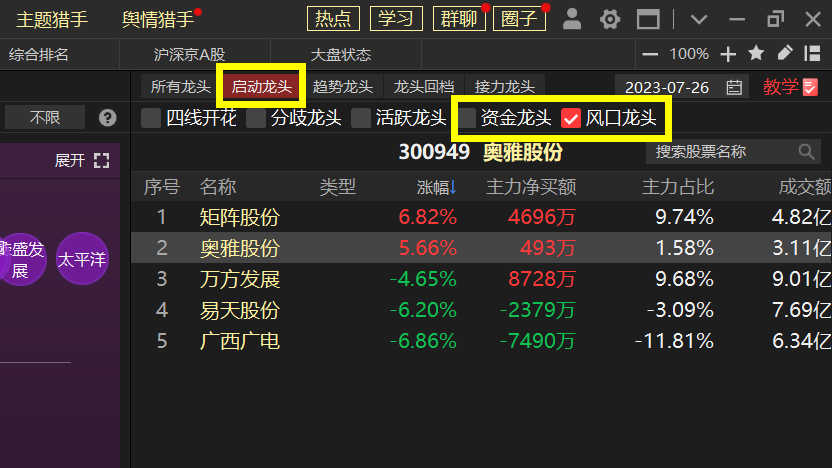 主题猎手 舆情猎手 热点 学习 群聊 圈子
综合排名 沪深京A股 大盘状态 100%
所有龙头 启动龙头 趋势龙头 龙头回档 接力龙头 2023-07-26 教学
不限 ? 四线开花 分歧龙头 活跃龙头 资金龙头 风口龙头
300949 奥雅股份 搜索股票名称
展开
序号 名称 类型 涨幅↓ 主力净买额 主力占比 成交额
1 矩阵股份 6.82% 4696万 9.74% 4.82亿
2 奥雅股份 5.66% 493万 1.58% 3.11亿
3 万方发展 -4.65% 8728万 9.68% 9.01亿
4 易天股份 -6.20% -2379万 -3.09% 7.69亿
5 广西广电 -6.86% -7490万 -11.81% 6.34亿
盛发
展
太平洋